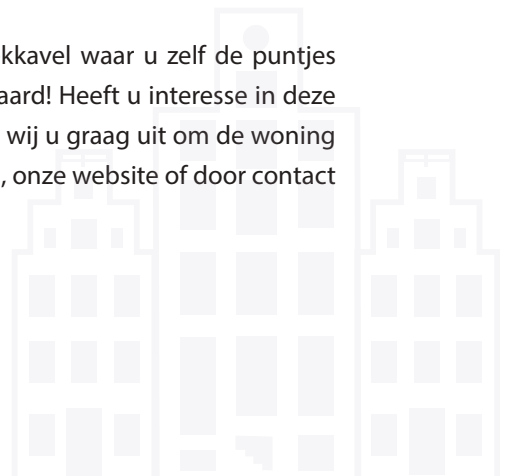 kkavel waar u zelf de puntjes
aard! Heeft u interesse in deze
wij u graag uit om de woning
, onze website of door contact